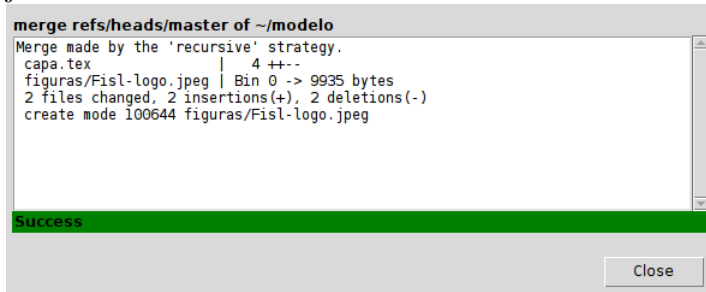 merge refs/heads/master of ~/modelo
Merge made by the 'recursive' strategy.
capa.tex | 4 ++--
figuras/Fisl-logo.jpeg | Bin 0 -> 9935 bytes
2 files changed, 2 insertions(+), 2 deletions(-)
create mode 100644 figuras/Fisl-logo.jpeg
Success
Close